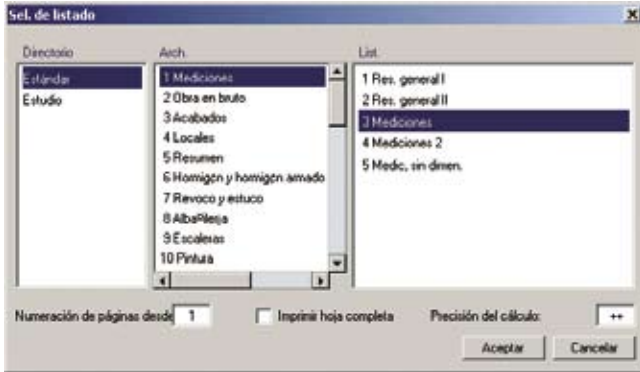 Sel. de listado
Directorio
Estándar
Estudio
Arch.
1 Mediciones
2 Obra en bruto
3 Acabados
4 Locales
5 Resumen
6 Hormigçn y hormigçn armado
7 Revoco y estuco
8 Albaºilerja
9 Escaleras
10 Pintura
List.
1 Res. general I
2 Res. general II
3 Mediciones
4 Mediciones 2
5 Medic, sin dimen.
Numeración de páginas desde 1
Imprimir hoja completa
Precisión del cálculo: ++
Aceptar Cancelar